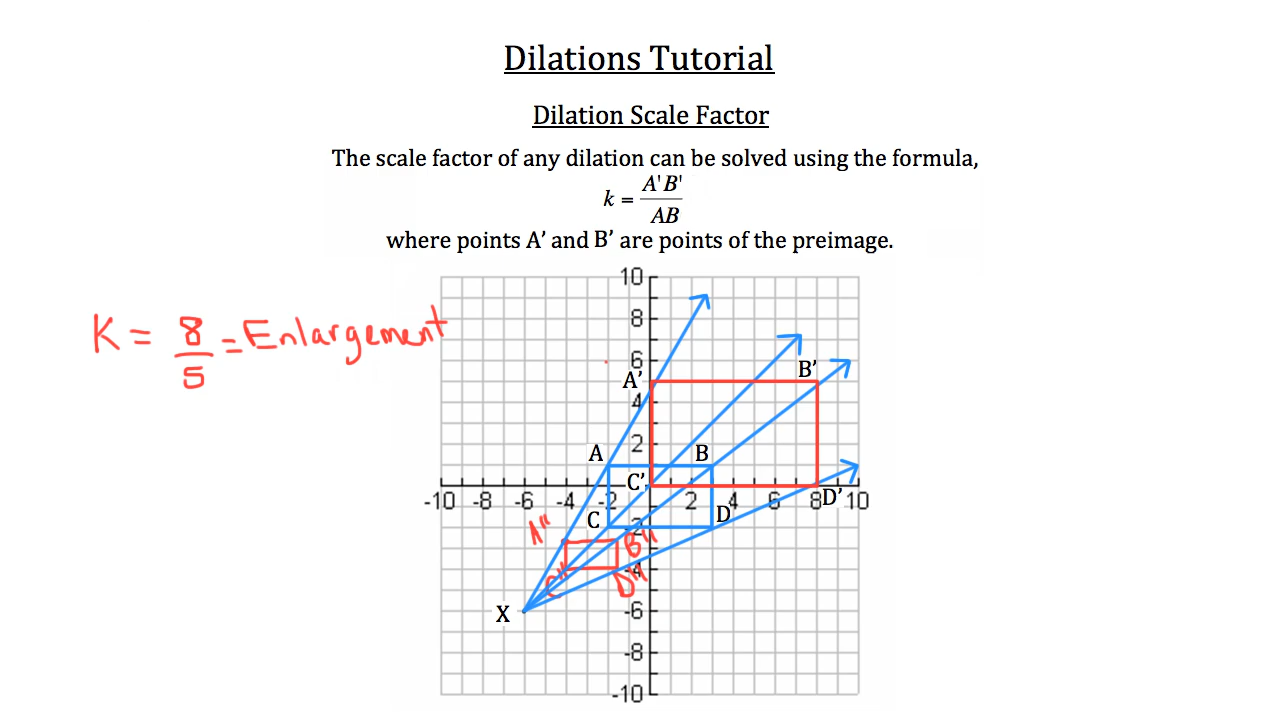 Dilations Tutorial
Dilation Scale Factor
The scale factor of any dilation can be solved using the formula,
k = A'B' / AB
where points A’ and B’ are points of the preimage.
K = 8/5 = Enlargement
10
8
6
A’ B’
4
2
A B
C’
-10 -8 -6 -4 -2 2 4 6 8 D’ 10
C D
-2
A" B"
C" D"
-4
X -6
-8
-10